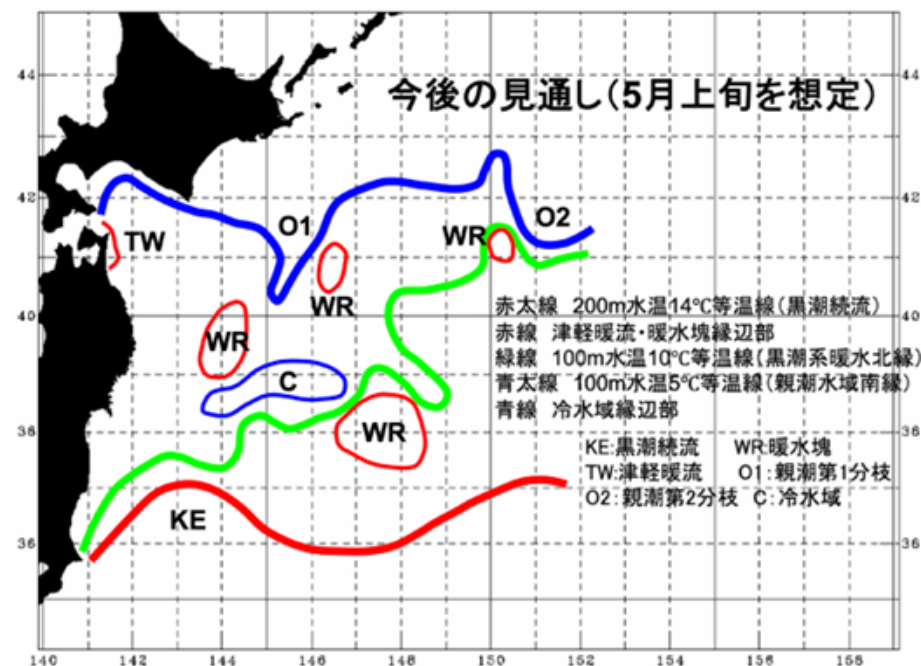 今後の見通し(5月上旬を想定)
44
44
42
42
40
40
38
38
36
36
140
142
144
146
148
150
152
154
156
158
O1
O2
TW
WR
WR
WR
C
WR
KE
赤太線 200m水温14℃等温線(黒潮続流)
赤線 津軽暖流・暖水塊縁辺部
緑線 100m水温10℃等温線(黒潮系暖水北縁)
青太線 100m水温5℃等温線(親潮水域南縁)
青線 冷水域縁辺部
KE:黒潮続流 WR:暖水塊
TW:津軽暖流 O1:親潮第1分枝
O2:親潮第2分枝 C:冷水域